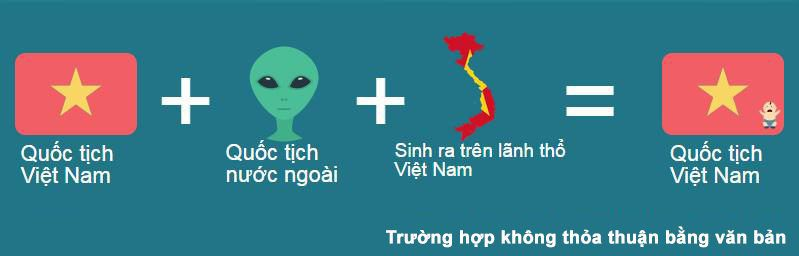 Quốc tịch
Việt Nam
Quốc tịch
nước ngoài
Sinh ra trên lãnh thổ
Việt Nam
Quốc tịch
Việt Nam
Trường hợp không thỏa thuận bằng văn bản